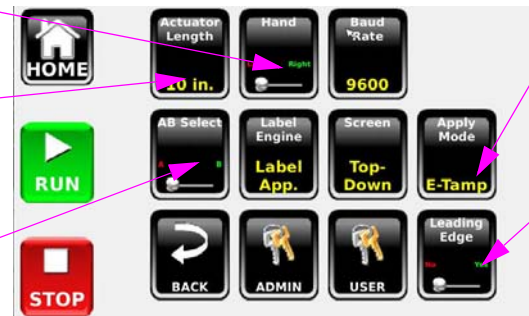 HOME
Actuator
Length
10 in.
Hand
Right
Baud
Rate
9600
RUN
AB Select
A
B
Label
Engine
Label
App.
Screen
Top-
Down
Apply
Mode
E-Tamp
STOP
BACK
ADMIN
USER
Leading
Edge
No
Yes